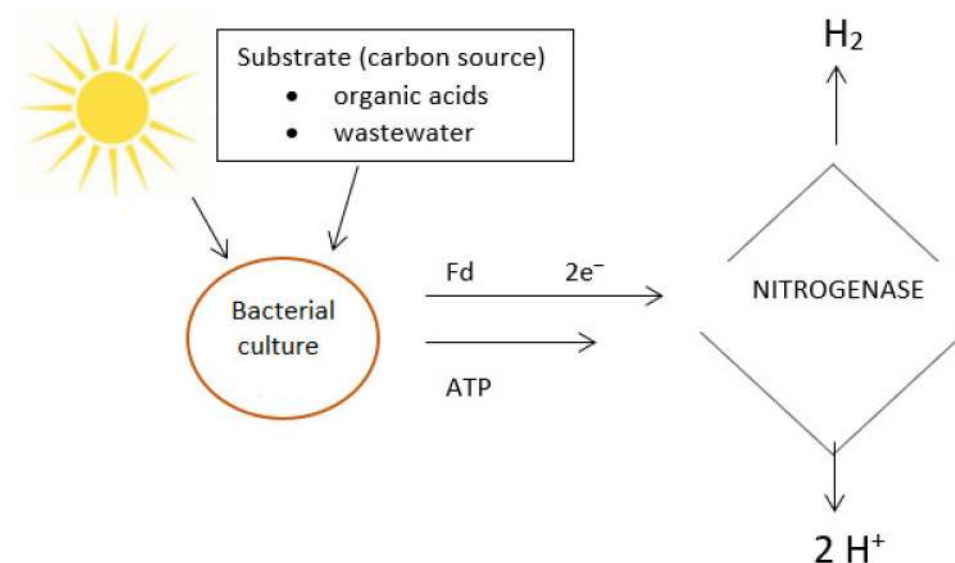 Substrate (carbon source)
• organic acids
• wastewater
H₂
Bacterial
culture
Fd 2e⁻
ATP
NITROGENASE
2 H⁺